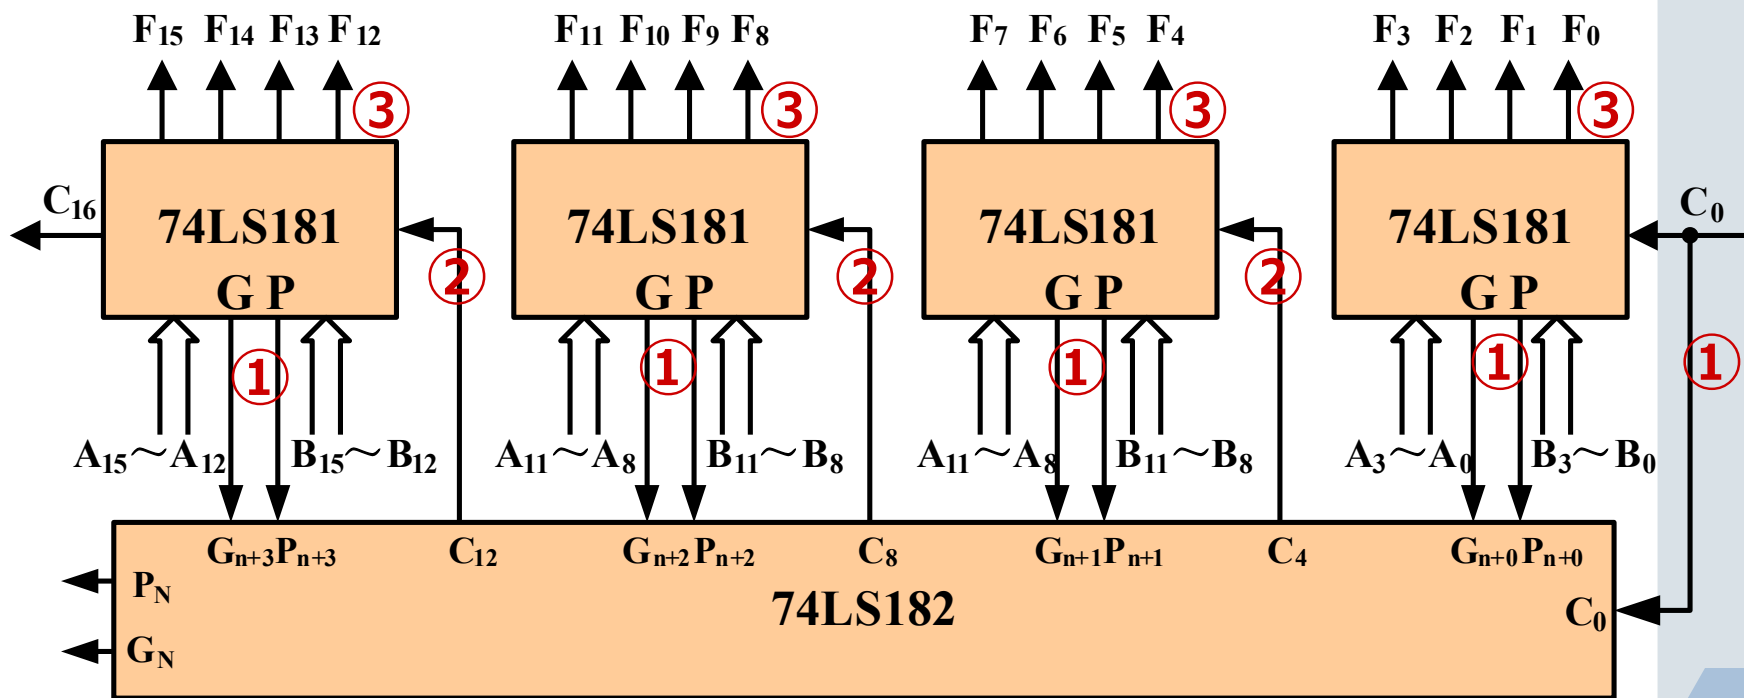 F₁₅ F₁₄ F₁₃ F₁₂ F₁₁ F₁₀ F₉ F₈ F₇ F₆ F₅ F₄ F₃ F₂ F₁ F₀
③ ③ ③ ③
C₁₆ 74LS181 74LS181 74LS181 74LS181 C₀
② ② ②
G P G P G P G P
① ① ① ① ①
A₁₅~A₁₂ B₁₅~B₁₂ A₁₁~A₈ B₁₁~B₈ A₁₁~A₈ B₁₁~B₈ A₃~A₀ B₃~B₀
Gₙ₊₃Pₙ₊₃ C₁₂ Gₙ₊₂Pₙ₊₂ C₈ Gₙ₊₁Pₙ₊₁ C₄ Gₙ₊₀Pₙ₊₀
P_N 74LS182 C₀
G_N